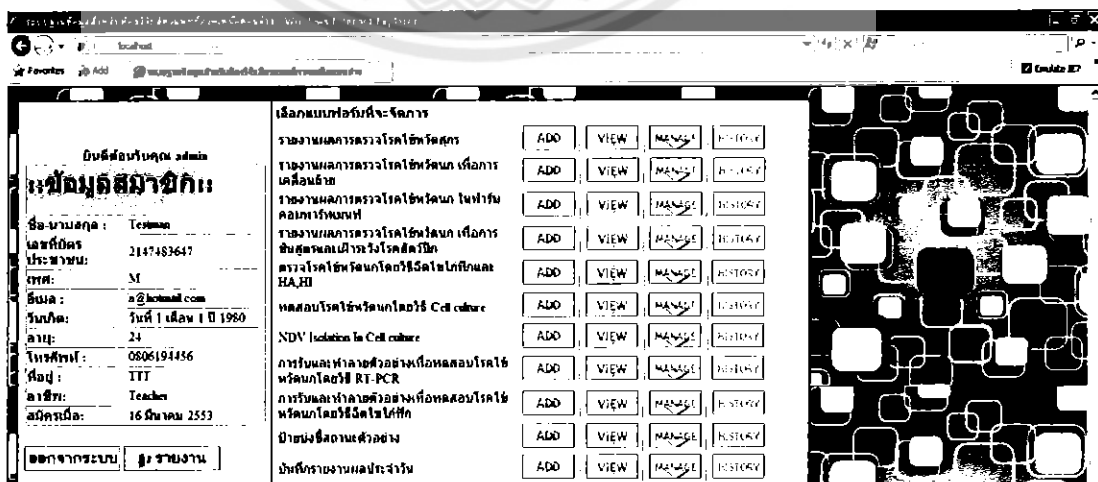 localhost
Favorites Add
Emulate IE7
ยินดีต้อนรับคุณ admin
::ข้อมูลสมาชิก::
ชื่อ-นามสกุล : Testman
เลขที่บัตรประชาชน: 2147483647
เพศ: M
อีเมล : a@hotmail.com
วันเกิด: วันที่ 1 เดือน 1 ปี 1980
อายุ: 24
โทรศัพท์ : 0806194456
ที่อยู่ : TTT
อาชีพ: Teacher
สมัครเมื่อ: 16 มีนาคม 2553
ออกจากระบบ ดูรายงาน
เลือกแบบฟอร์มที่จะจัดการ
รายงานผลการตรวจโรคไข้หวัดสุกร ADD VIEW MANAGE HISTORY
รายงานผลการตรวจโรคไข้หวัดนก เพื่อการ
เคลื่อนย้าย ADD VIEW MANAGE HISTORY
รายงานผลการตรวจโรคไข้หวัดนก ในฟาร์ม
คอมพาร์ทเมนท์ ADD VIEW MANAGE HISTORY
รายงานผลการตรวจโรคไข้หวัดนก เพื่อการ
ชันสูตรและเฝ้าระวังโรคสัตว์ปีก ADD VIEW MANAGE HISTORY
ตรวจโรคไข้หวัดนกโดยวิธีฉีดไข่ไก่ฟักและ
HA,HI ADD VIEW MANAGE HISTORY
ทดสอบโรคไข้หวัดนกโดยวิธี Cell culture ADD VIEW MANAGE HISTORY
NDV Isolation In Cell culture ADD VIEW MANAGE HISTORY
การรับและทำลายตัวอย่างเพื่อทดสอบโรคไข้
หวัดนกโดยวิธี RT-PCR ADD VIEW MANAGE HISTORY
การรับและทำลายตัวอย่างเพื่อทดสอบโรคไข้
หวัดนกโดยวิธีฉีดไข่ไก่ฟัก ADD VIEW MANAGE HISTORY
ป้ายบ่งชี้สถานะตัวอย่าง ADD VIEW MANAGE HISTORY
บันทึกรายงานผลประจำวัน ADD VIEW MANAGE HISTORY